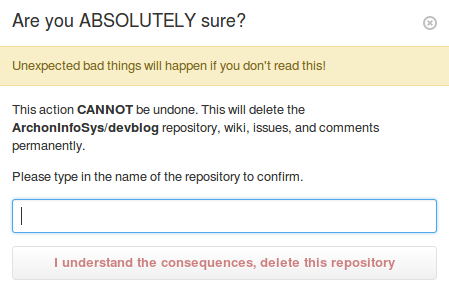 Are you ABSOLUTELY sure?
Unexpected bad things will happen if you don't read this!
This action CANNOT be undone. This will delete the
ArchonInfoSys/devblog repository, wiki, issues, and comments
permanently.
Please type in the name of the repository to confirm.
I understand the consequences, delete this repository